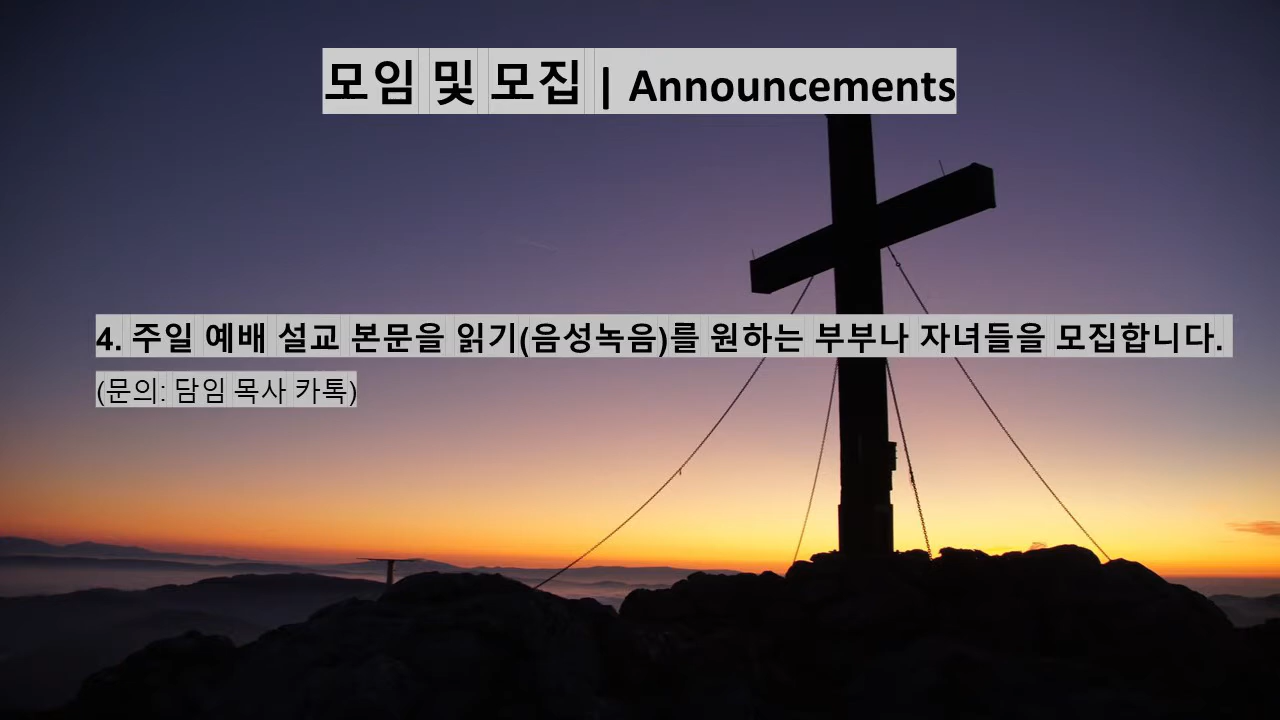 모임 및 모집 | Announcements
4. 주일 예배 설교 본문을 읽기(음성녹음)를 원하는 부부나 자녀들을 모집합니다.
(문의: 담임 목사 카톡)